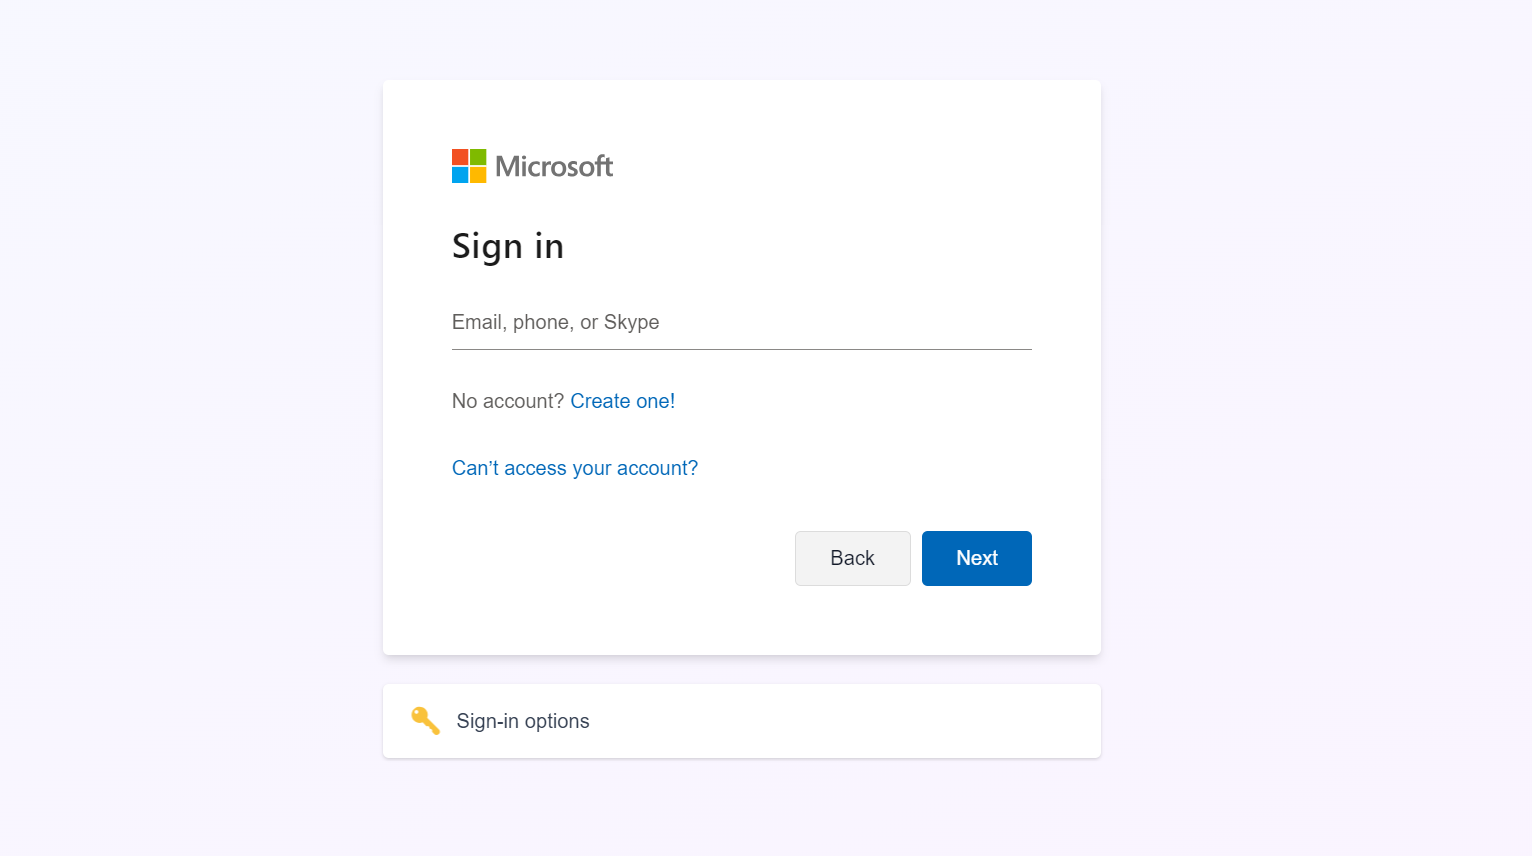 Microsoft
Sign in
Email, phone, or Skype
No account? Create one!
Can’t access your account?
Back Next
Sign-in options